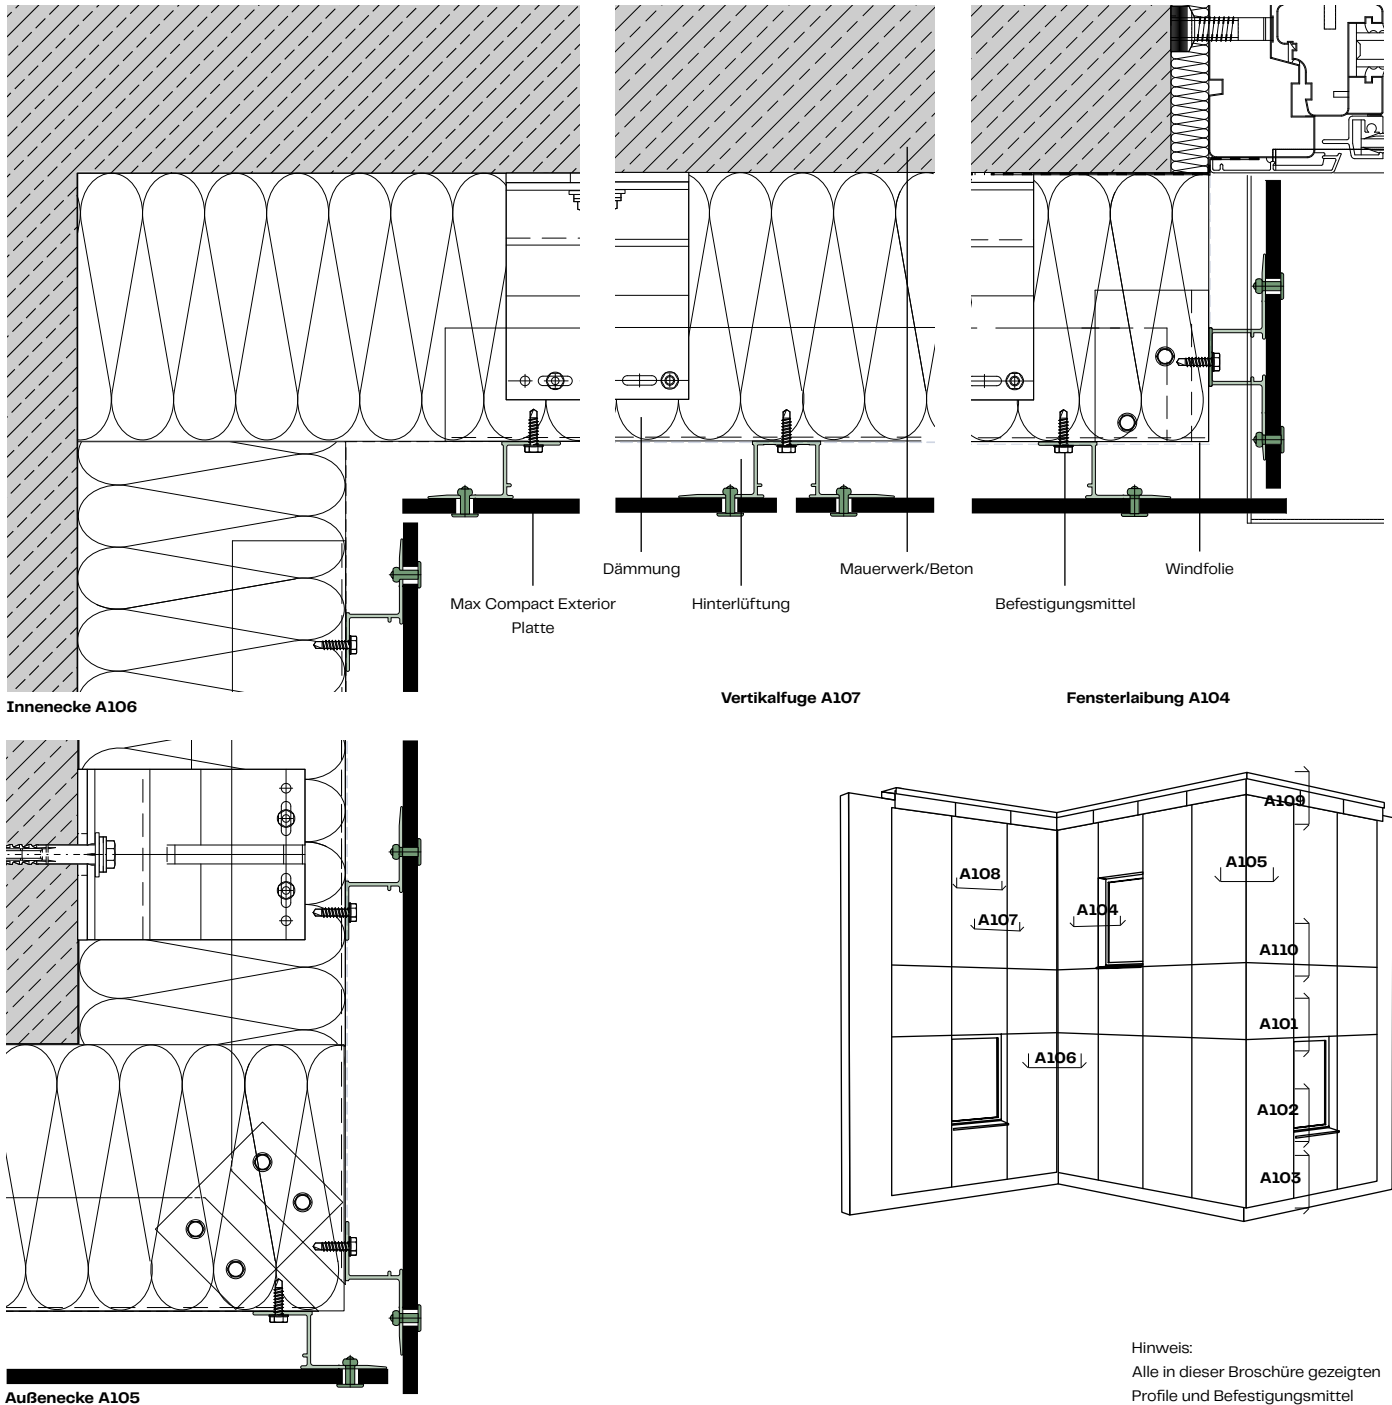 Dämmung
Mauerwerk/Beton
Windfolie
Max Compact Exterior
Platte
Hinterlüftung
Befestigungsmittel
Innenecke A106
Vertikalfuge A107
Fensterlaibung A104
A109
A108
A105
A107
A104
A110
A101
A106
A102
A103
Außenecke A105
Hinweis:
Alle in dieser Broschüre gezeigten
Profile und Befestigungsmittel